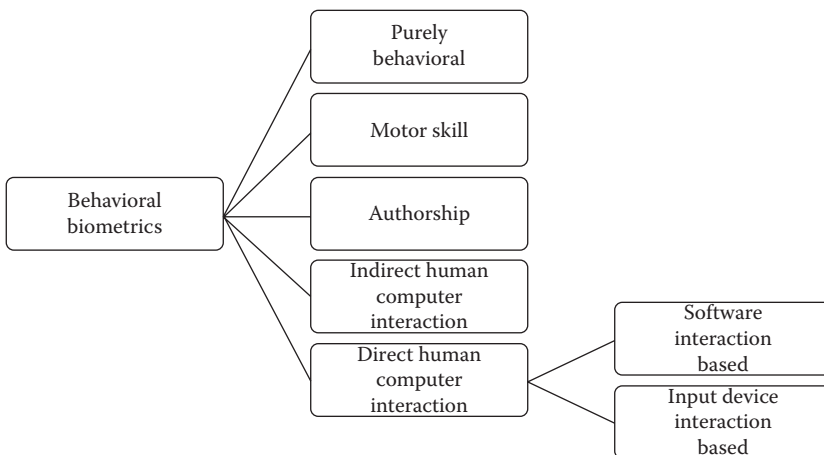 Purely
behavioral
Motor skill
Behavioral
biometrics
Authorship
Indirect human
computer
interaction
Direct human
computer
interaction
Software
interaction
based
Input device
interaction
based